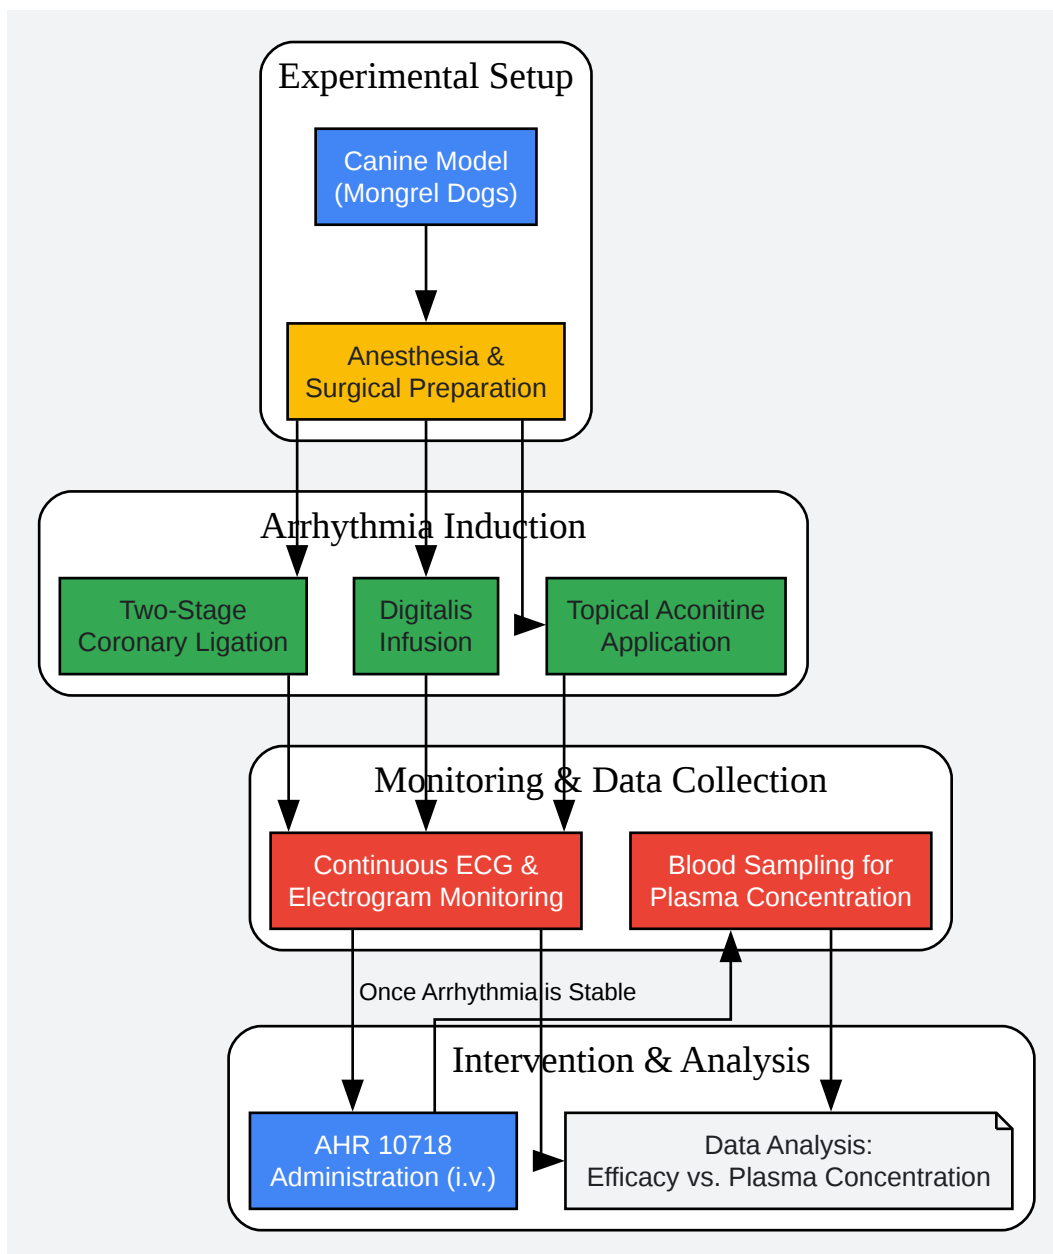 Experimental Setup
Canine Model
(Mongrel Dogs)
Anesthesia &
Surgical Preparation
Arrhythmia Induction
Two-Stage
Coronary Ligation
Digitalis
Infusion
Topical Aconitine
Application
Monitoring & Data Collection
Continuous ECG &
Electrogram Monitoring
Blood Sampling for
Plasma Concentration
Once Arrhythmia is Stable
Intervention & Analysis
AHR 10718
Administration (i.v.)
Data Analysis:
Efficacy vs. Plasma Concentration